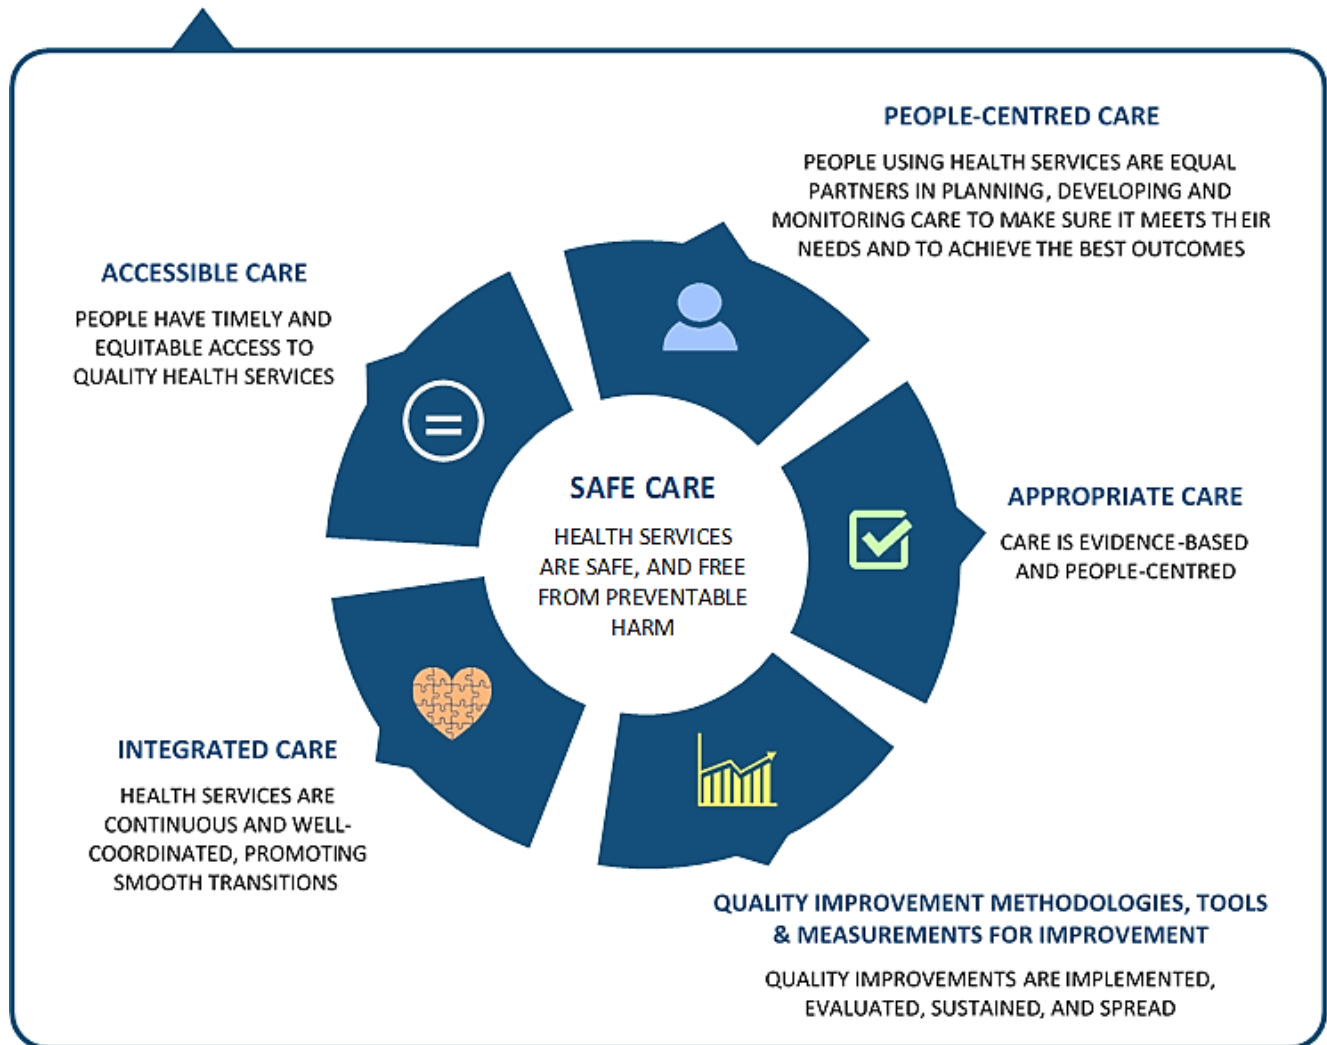 PEOPLE-CENTRED CARE
PEOPLE USING HEALTH SERVICES ARE EQUAL
PARTNERS IN PLANNING, DEVELOPING AND
MONITORING CARE TO MAKE SURE IT MEETS THEIR
NEEDS AND TO ACHIEVE THE BEST OUTCOMES
ACCESSIBLE CARE
PEOPLE HAVE TIMELY AND
EQUITABLE ACCESS TO
QUALITY HEALTH SERVICES
SAFE CARE
HEALTH SERVICES
ARE SAFE, AND FREE
FROM PREVENTABLE
HARM
APPROPRIATE CARE
CARE IS EVIDENCE-BASED
AND PEOPLE-CENTRED
INTEGRATED CARE
HEALTH SERVICES ARE
CONTINUOUS AND WELL-
COORDINATED, PROMOTING
SMOOTH TRANSITIONS
QUALITY IMPROVEMENT METHODOLOGIES, TOOLS
& MEASUREMENTS FOR IMPROVEMENT
QUALITY IMPROVEMENTS ARE IMPLEMENTED,
EVALUATED, SUSTAINED, AND SPREAD